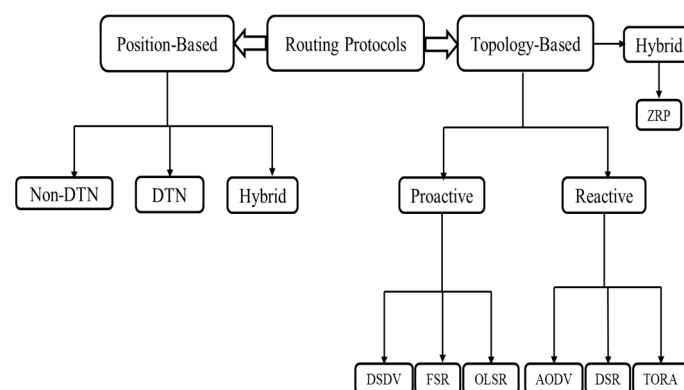 Position-Based
Routing Protocols
Topology-Based
Hybrid
ZRP
Non-DTN
DTN
Hybrid
Proactive
Reactive
DSDV
FSR
OLSR
AODV
DSR
TORA